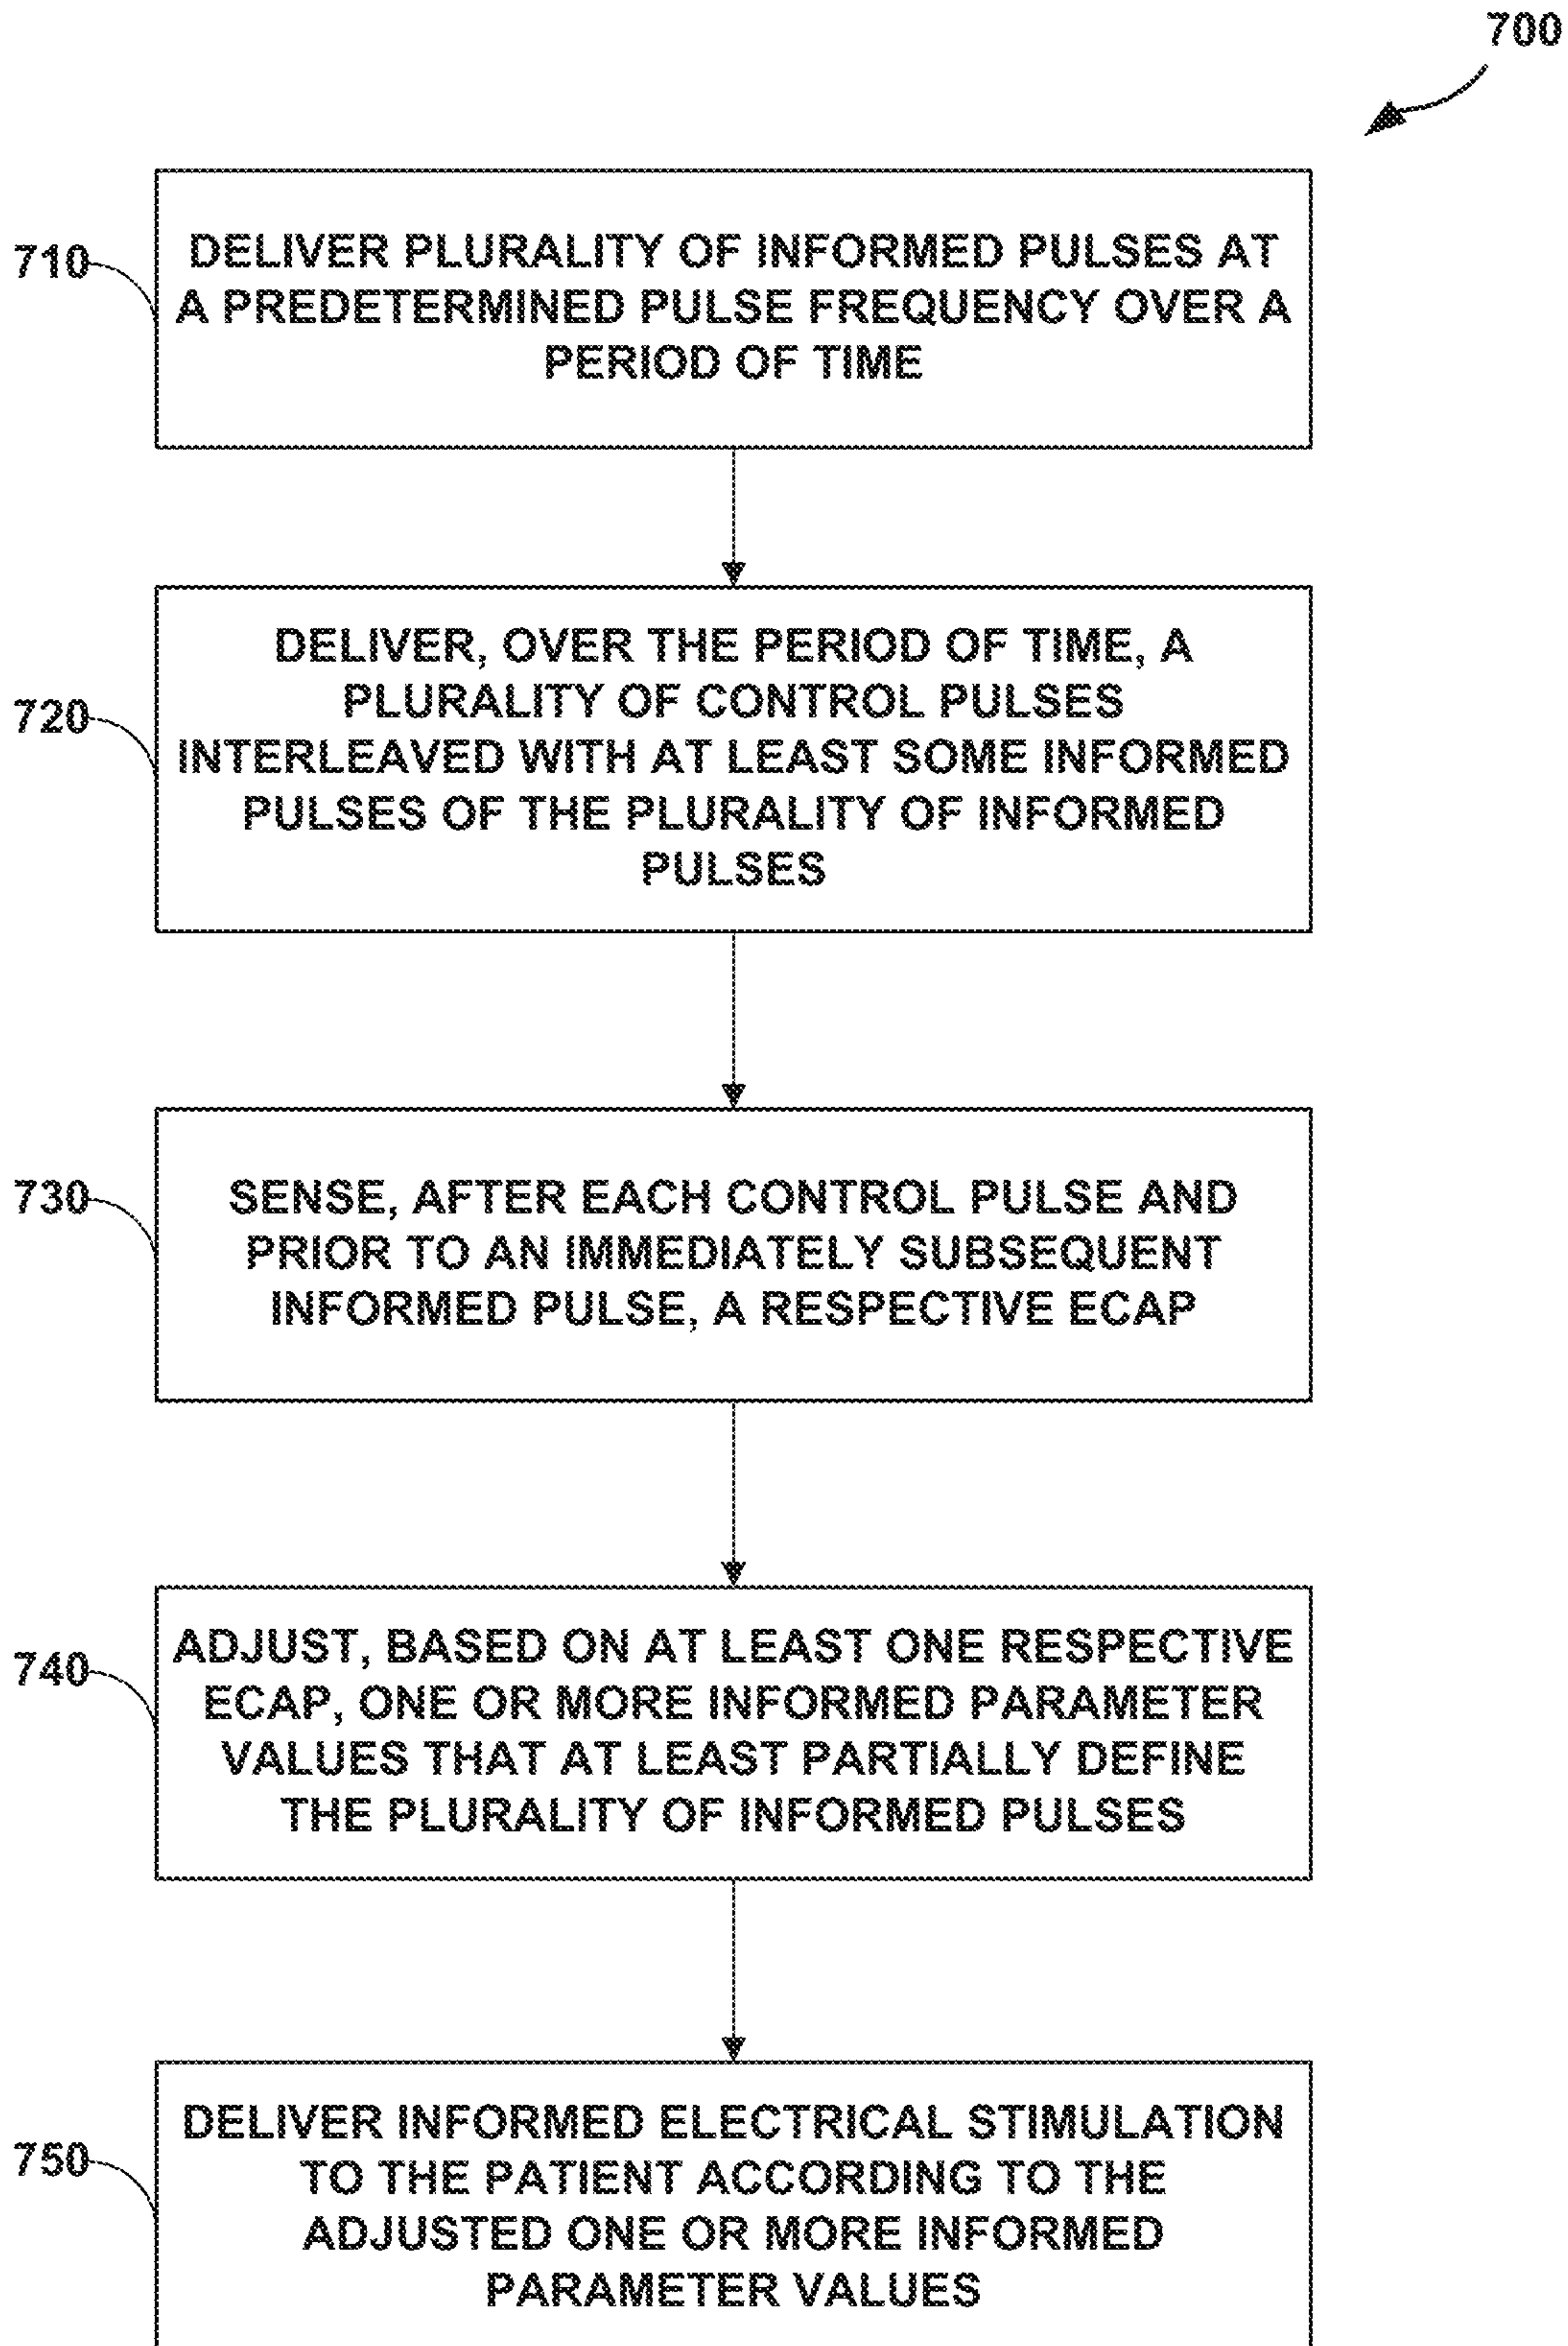 700
710
DELIVER PLURALITY OF INFORMED PULSES AT
A PREDETERMINED PULSE FREQUENCY OVER A
PERIOD OF TIME
720
DELIVER, OVER THE PERIOD OF TIME, A
PLURALITY OF CONTROL PULSES
INTERLEAVED WITH AT LEAST SOME INFORMED
PULSES OF THE PLURALITY OF INFORMED
PULSES
730
SENSE, AFTER EACH CONTROL PULSE AND
PRIOR TO AN IMMEDIATELY SUBSEQUENT
INFORMED PULSE, A RESPECTIVE ECAP
740
ADJUST, BASED ON AT LEAST ONE RESPECTIVE
ECAP, ONE OR MORE INFORMED PARAMETER
VALUES THAT AT LEAST PARTIALLY DEFINE
THE PLURALITY OF INFORMED PULSES
750
DELIVER INFORMED ELECTRICAL STIMULATION
TO THE PATIENT ACCORDING TO THE
ADJUSTED ONE OR MORE INFORMED
PARAMETER VALUES